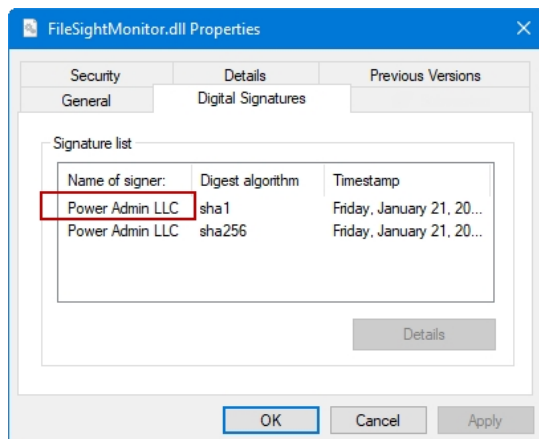 FileSightMonitor.dll Properties
Security Details Previous Versions
General Digital Signatures
Signature list
Name of signer: Digest algorithm Timestamp
Power Admin LLC sha1 Friday, January 21, 20...
Power Admin LLC sha256 Friday, January 21, 20...
Details
OK Cancel Apply